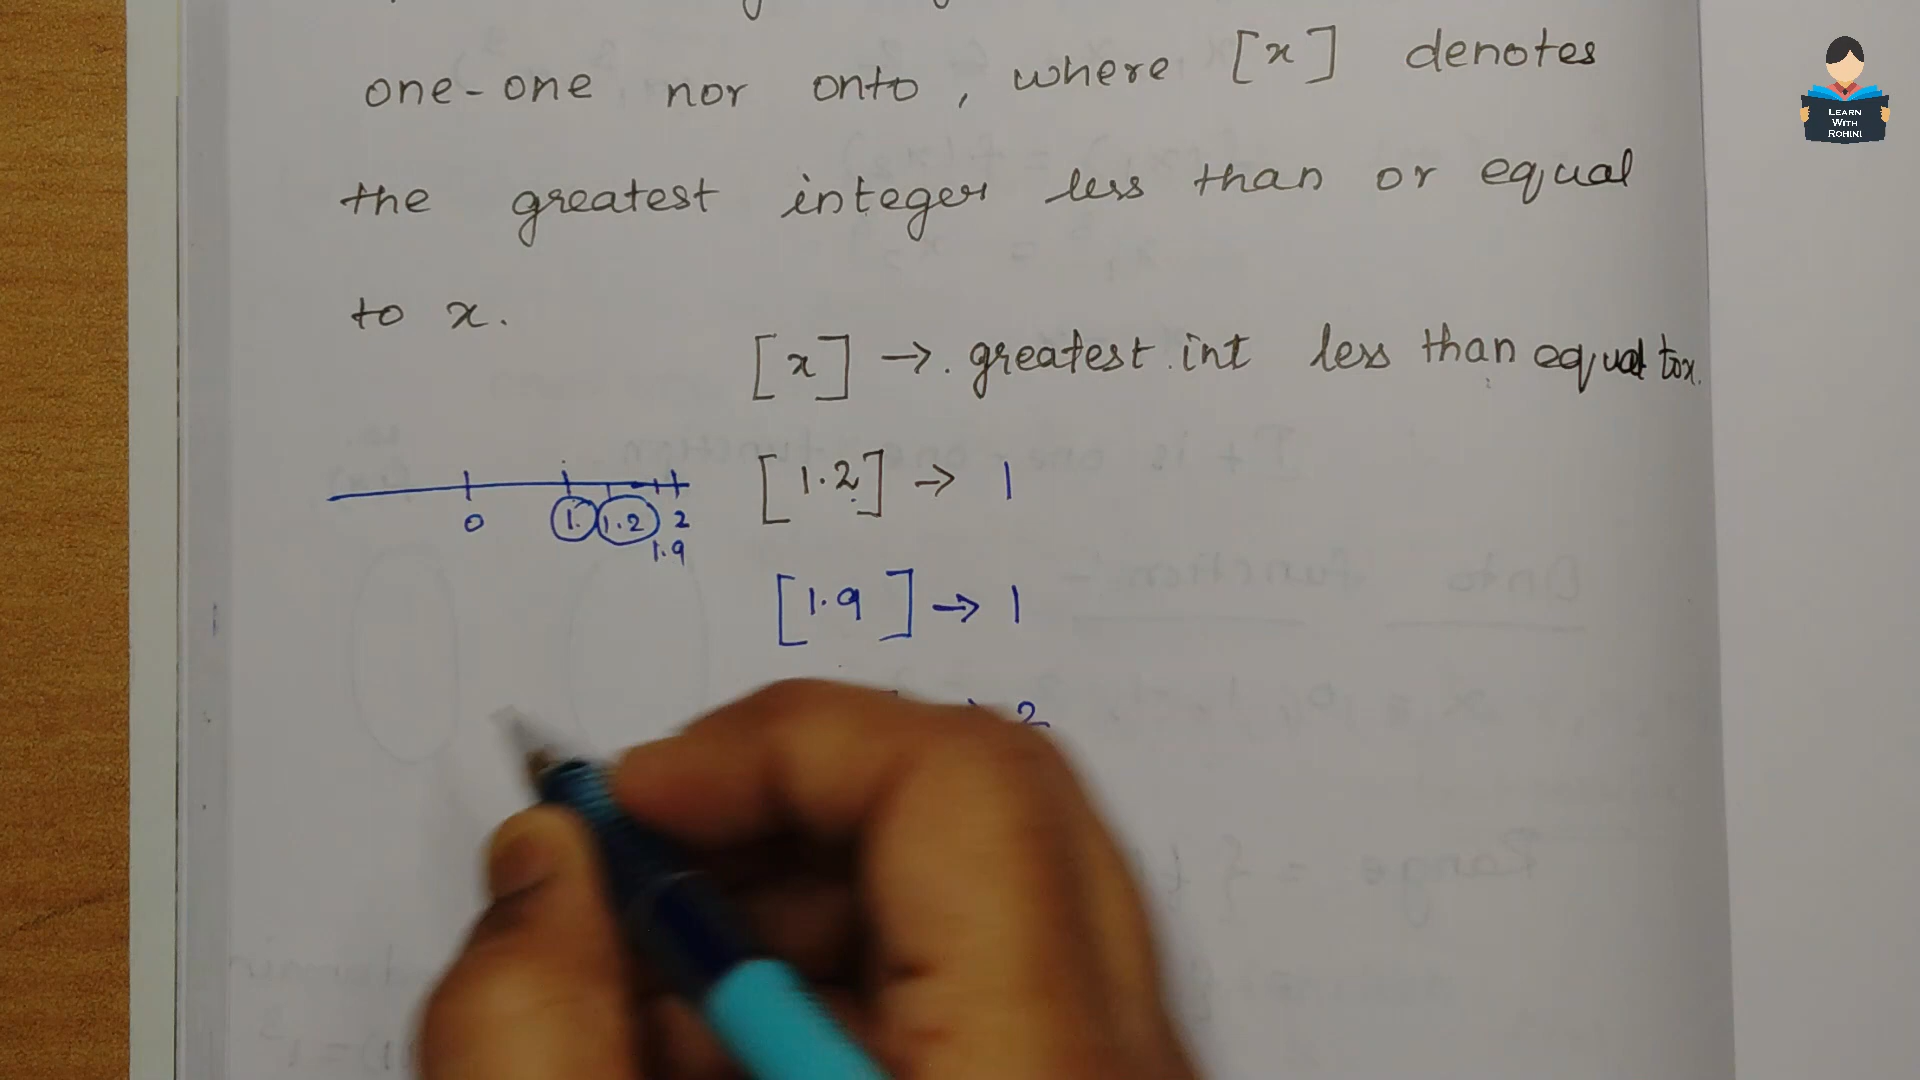 one-one nor onto, where [x] denotes
the greatest integer less than or equal
to x.
[x] → greatest int less than equal to x.
[1.2] → 1
0 1 1.2 2
1.9
[1.9] → 1
2
LEARN
WITH
ROHINI